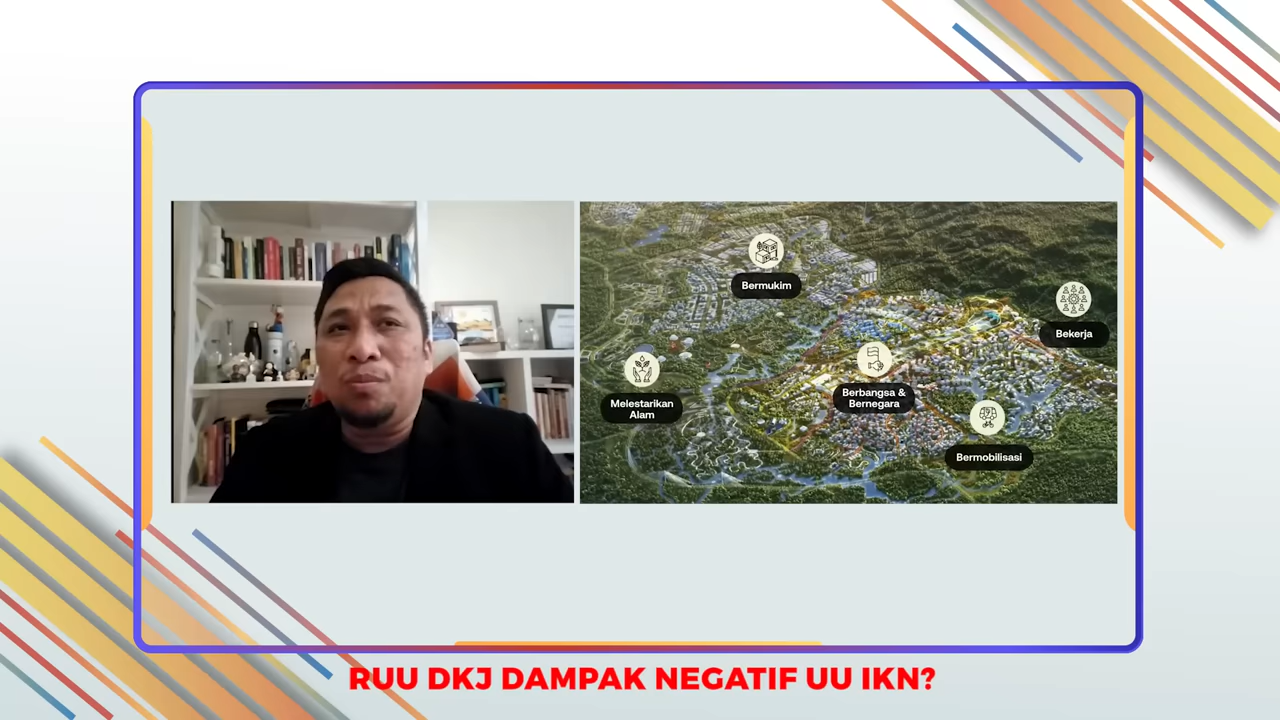 Bermukim
Bekerja
Melestarikan
Alam
Berbangsa &
Bernegara
Bermobilisasi
RUU DKJ DAMPAK NEGATIF UU IKN?